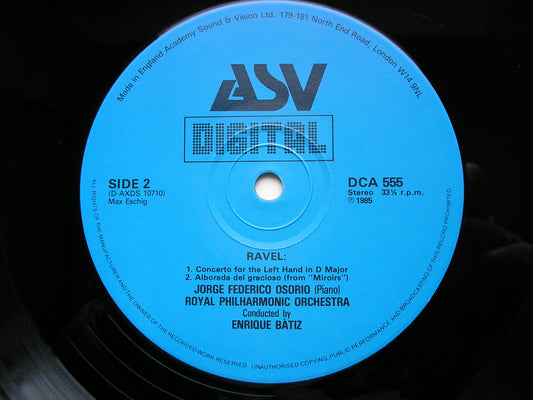 Made in England Academy Sound & Vision Ltd. 179-181 North End Road, London W14 9NL
ASV
DIGITAL
SIDE 2
(D-AXDS 10710)
Max Eschig
DCA 555
Stereo 33⅓ r.p.m.
℗1985
RAVEL:
1. Concerto for the Left Hand in D Major
2. Alborada del gracioso (from "Miroirs")
JORGE FEDERICO OSORIO (Piano)
ROYAL PHILHARMONIC ORCHESTRA
Conducted by
ENRIQUE BÁTIZ
ALL RIGHTS OF THE MANUFACTURER AND OF THE OWNER OF THE RECORDED WORK RESERVED UNAUTHORISED COPYING, PUBLIC PERFORMANCE AND BROADCASTING OF THIS RECORD PROHIBITED